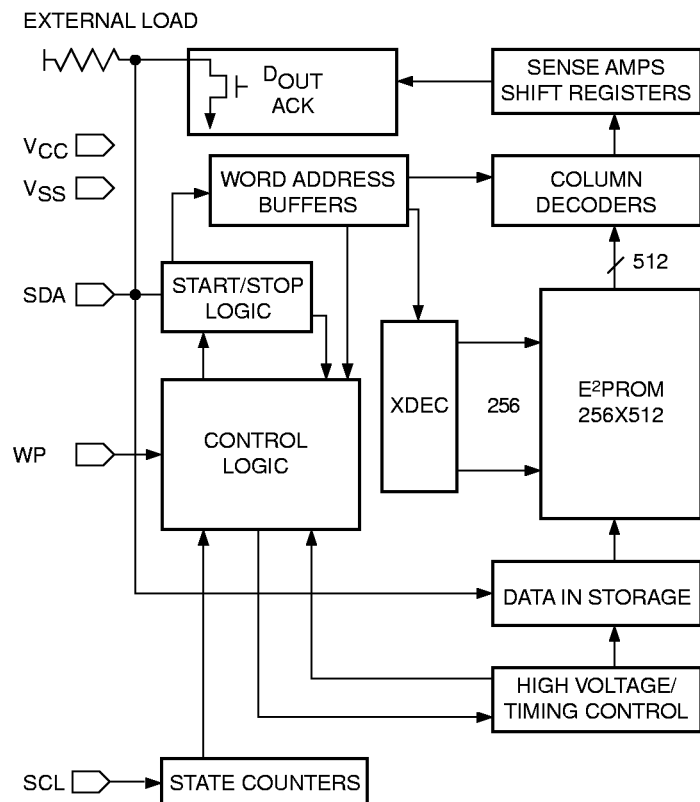 EXTERNAL LOAD
DOUT
ACK
SENSE AMPS
SHIFT REGISTERS
VCC
VSS
WORD ADDRESS
BUFFERS
COLUMN
DECODERS
512
SDA
START/STOP
LOGIC
XDEC
256
E²PROM
256X512
WP
CONTROL
LOGIC
DATA IN STORAGE
HIGH VOLTAGE/
TIMING CONTROL
SCL
STATE COUNTERS